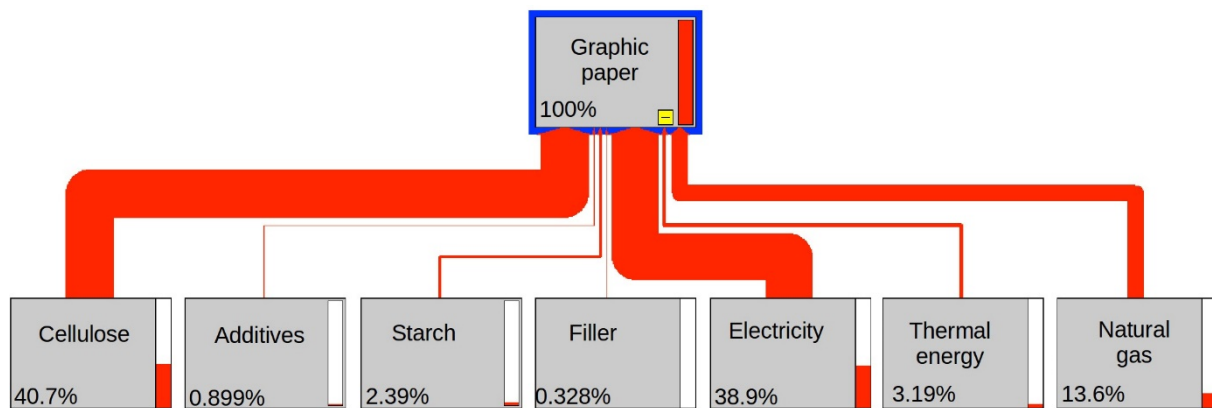 Graphic
paper
100%
Cellulose
40.7%
Additives
0.899%
Starch
2.39%
Filler
0.328%
Electricity
38.9%
Thermal
energy
3.19%
Natural
gas
13.6%